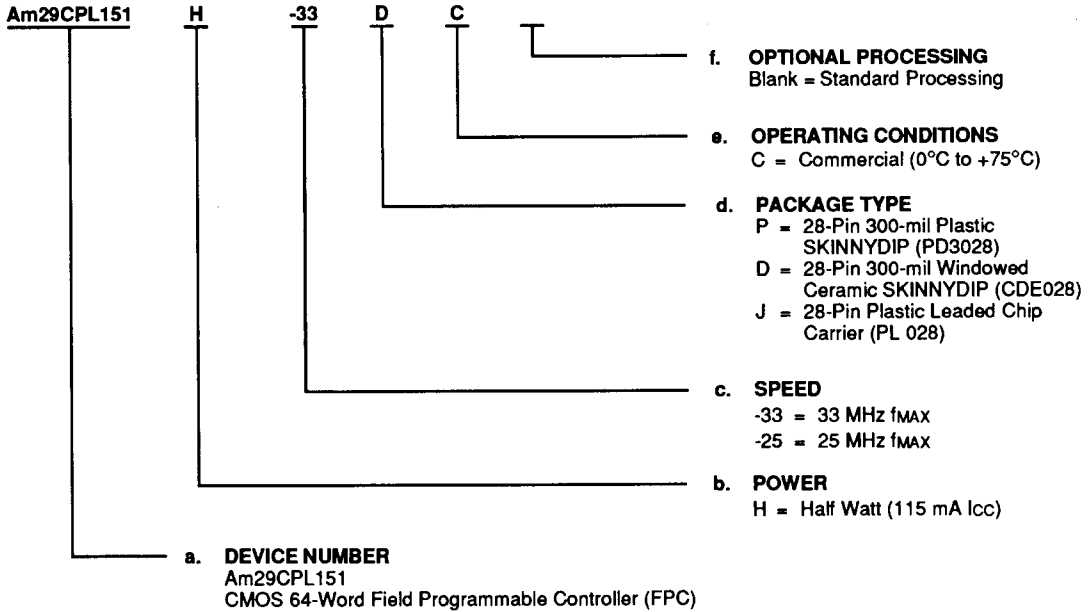 Am29CPL151 H -33 D C
f. OPTIONAL PROCESSING
Blank = Standard Processing
e. OPERATING CONDITIONS
C = Commercial (0°C to +75°C)
d. PACKAGE TYPE
P = 28-Pin 300-mil Plastic
SKINNYDIP (PD3028)
D = 28-Pin 300-mil Windowed
Ceramic SKINNYDIP (CDE028)
J = 28-Pin Plastic Leaded Chip
Carrier (PL 028)
c. SPEED
-33 = 33 MHz fMAX
-25 = 25 MHz fMAX
b. POWER
H = Half Watt (115 mA ICC)
a. DEVICE NUMBER
Am29CPL151
CMOS 64-Word Field Programmable Controller (FPC)